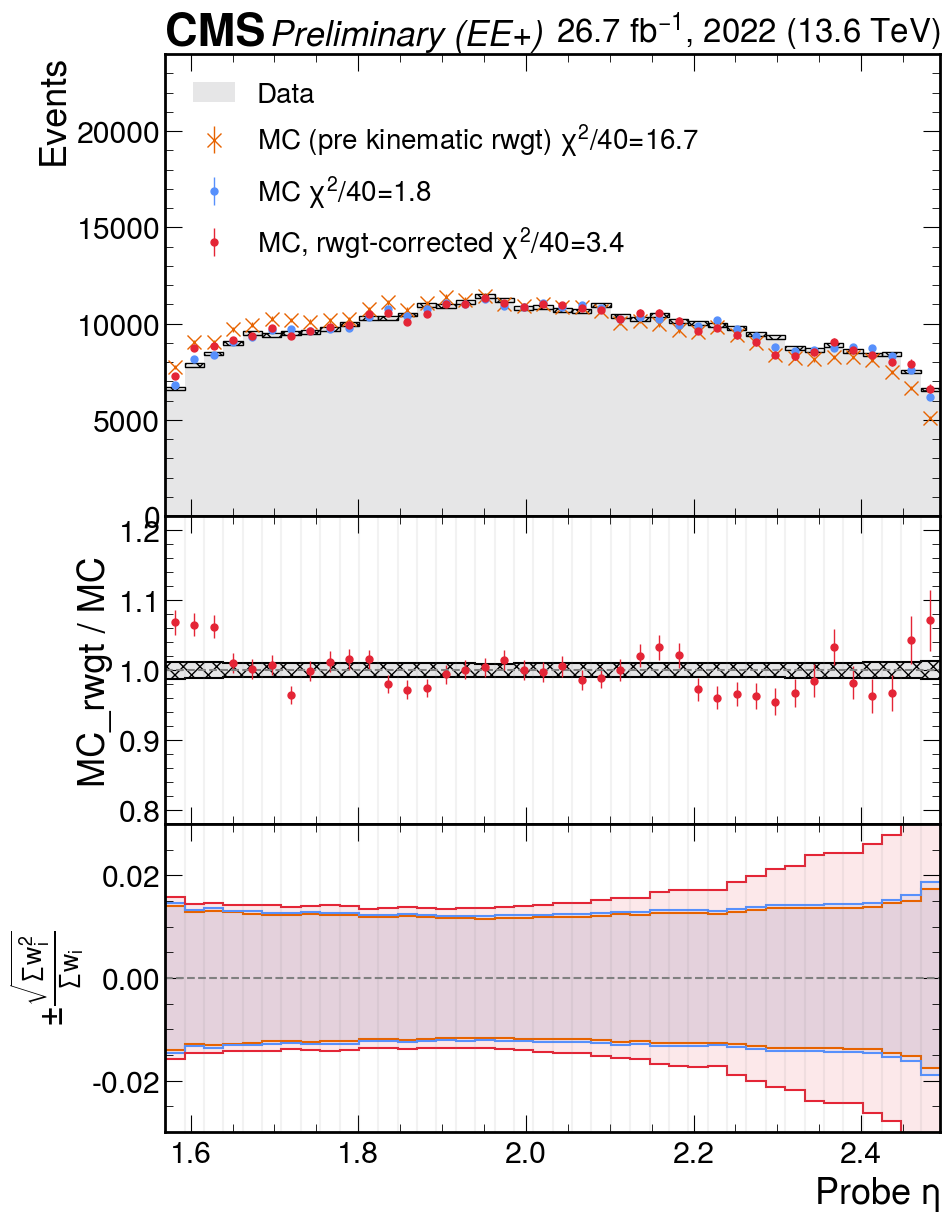 CMS Preliminary (EE+) 26.7 fb⁻¹, 2022 (13.6 TeV)
Events
Data
MC (pre kinematic rwgt) χ²/40=16.7
MC χ²/40=1.8
MC, rwgt-corrected χ²/40=3.4
20000
15000
10000
5000
0
MC_rwgt / MC
1.2
1.1
1.0
0.9
0.8
±√Σw²ᵢ / Σwᵢ
0.02
0.00
-0.02
1.6 1.8 2.0 2.2 2.4
Probe η